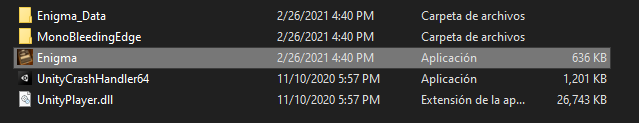 Enigma_Data 2/26/2021 4:40 PM Carpeta de archivos
MonoBleedingEdge 2/26/2021 4:40 PM Carpeta de archivos
Enigma 2/26/2021 4:40 PM Aplicación 636 KB
UnityCrashHandler64 11/10/2020 5:57 PM Aplicación 1,201 KB
UnityPlayer.dll 11/10/2020 5:57 PM Extensión de la ap... 26,743 KB